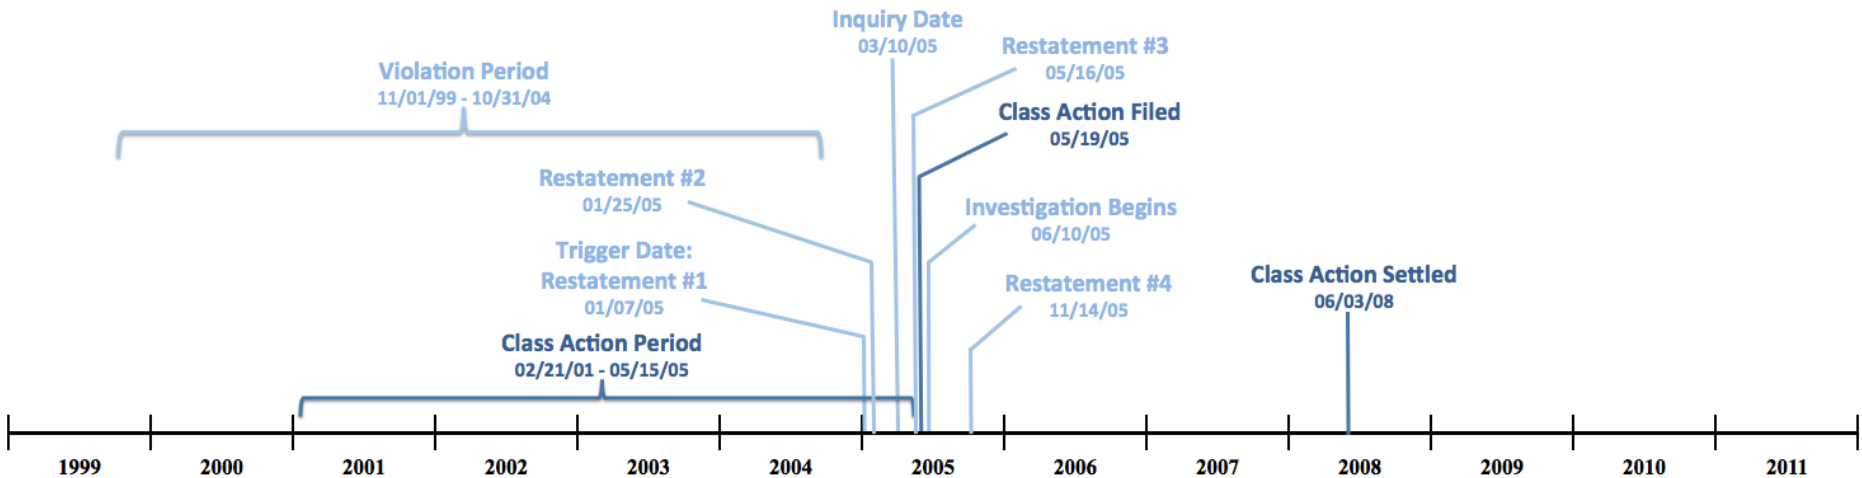 Inquiry Date
03/10/05
Restatement #3
05/16/05
Violation Period
11/01/99 - 10/31/04
Class Action Filed
05/19/05
Restatement #2
01/25/05
Investigation Begins
06/10/05
Trigger Date:
Restatement #1
01/07/05
Restatement #4
11/14/05
Class Action Settled
06/03/08
Class Action Period
02/21/01 - 05/15/05
1999 2000 2001 2002 2003 2004 2005 2006 2007 2008 2009 2010 2011